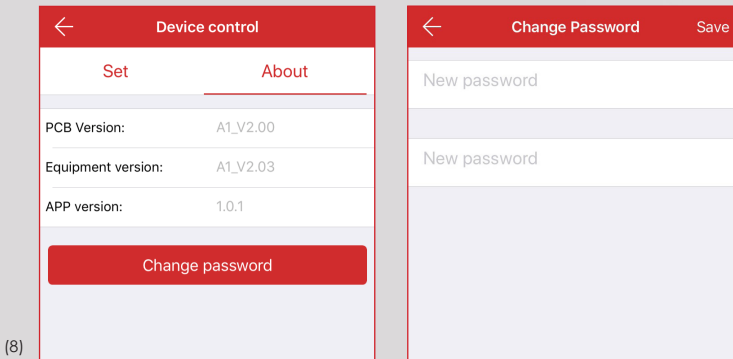 Device control
Set About
PCB Version: A1_V2.00
Equipment version: A1_V2.03
APP version: 1.0.1
Change password
(8)
Change Password Save
New password
New password